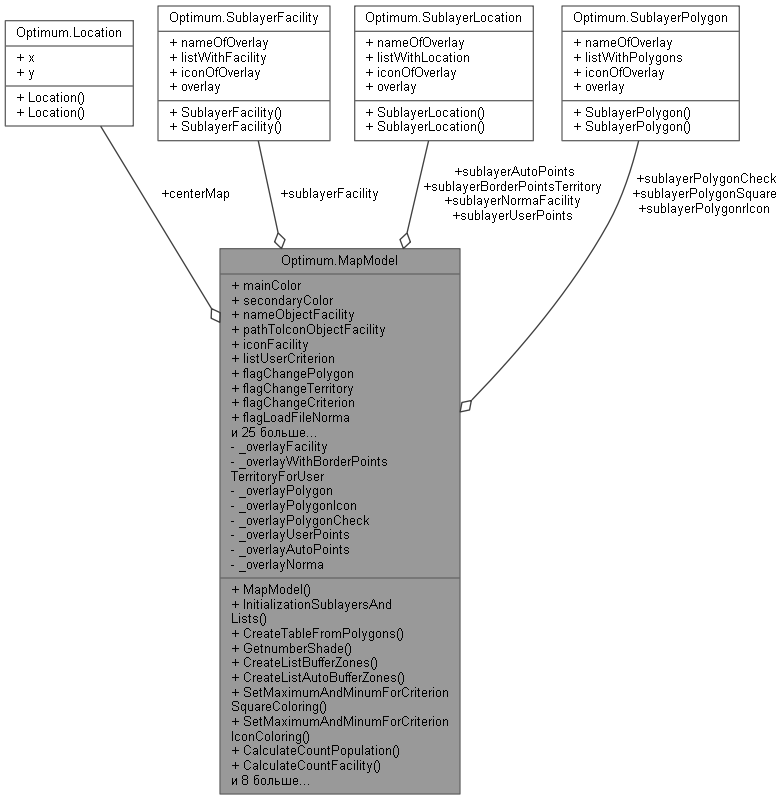 Optimum.Location
+ x
+ y
+ Location()
+ Location()
Optimum.SublayerFacility
+ nameOfOverlay
+ listWithFacility
+ iconOfOverlay
+ overlay
+ SublayerFacility()
+ SublayerFacility()
Optimum.SublayerLocation
+ nameOfOverlay
+ listWithLocation
+ iconOfOverlay
+ overlay
+ SublayerLocation()
+ SublayerLocation()
Optimum.SublayerPolygon
+ nameOfOverlay
+ listWithPolygons
+ iconOfOverlay
+ overlay
+ SublayerPolygon()
+ SublayerPolygon()
+centerMap
+sublayerFacility
+sublayerAutoPoints
+sublayerBorderPointsTerritory
+sublayerNormaFacility
+sublayerUserPoints
+sublayerPolygonCheck
+sublayerPolygonSquare
+sublayerPolygonIcon
Optimum.MapModel
+ mainColor
+ secondaryColor
+ nameObjectFacility
+ pathToIconObjectFacility
+ iconFacility
+ listUserCriterion
+ flagChangePolygon
+ flagChangeTerritory
+ flagChangeCriterion
+ flagLoadFileNorma
и 25 больше...
- _overlayFacility
- _overlayWithBorderPoints
TerritoryForUser
- _overlayPolygon
- _overlayPolygonIcon
- _overlayPolygonCheck
- _overlayUserPoints
- _overlayAutoPoints
- _overlayNorma
+ MapModel()
+ InitializationSublayersAnd
Lists()
+ CreateTableFromPolygons()
+ GetnumberShade()
+ CreateListBufferZones()
+ CreateListAutoBufferZones()
+ SetMaximumAndMinumForCriterion
SquareColoring()
+ SetMaximumAndMinumForCriterion
IconColoring()
+ CalculateCountPopulation()
+ CalculateCountFacility()
и 8 больше...